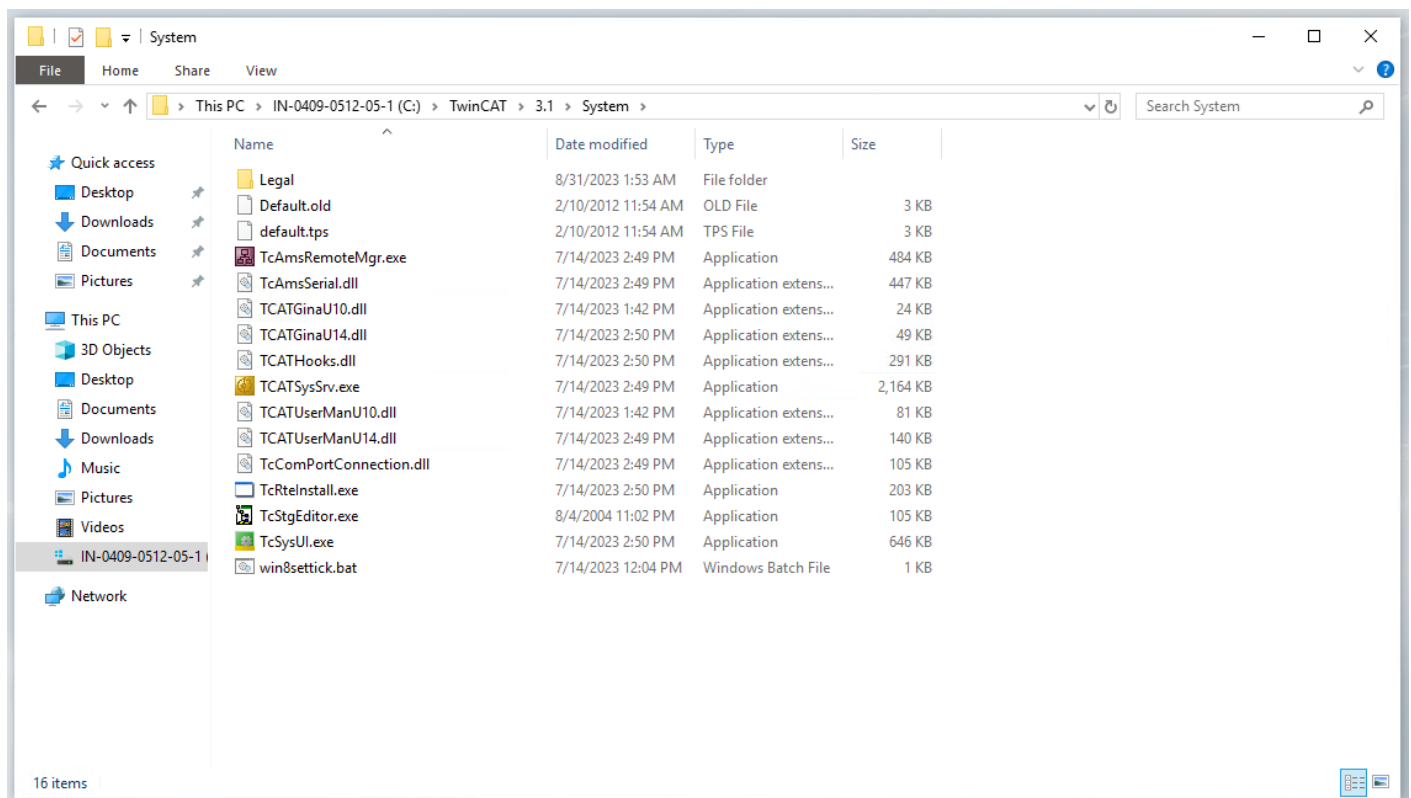 System
File Home Share View
This PC > IN-0409-0512-05-1 (C:) > TwinCAT > 3.1 > System >
Search System
Quick access
Desktop
Downloads
Documents
Pictures
This PC
3D Objects
Desktop
Documents
Downloads
Music
Pictures
Videos
IN-0409-0512-05-1 (
Network
Name Date modified Type Size
Legal 8/31/2023 1:53 AM File folder
Default.old 2/10/2012 11:54 AM OLD File 3 KB
default.tps 2/10/2012 11:54 AM TPS File 3 KB
TcAmsRemoteMgr.exe 7/14/2023 2:49 PM Application 484 KB
TcAmsSerial.dll 7/14/2023 2:49 PM Application extens... 447 KB
TCATGinaU10.dll 7/14/2023 1:42 PM Application extens... 24 KB
TCATGinaU14.dll 7/14/2023 2:50 PM Application extens... 49 KB
TCATHooks.dll 7/14/2023 2:50 PM Application extens... 291 KB
TCATSysSrv.exe 7/14/2023 2:49 PM Application 2,164 KB
TCATUserManU10.dll 7/14/2023 1:42 PM Application extens... 81 KB
TCATUserManU14.dll 7/14/2023 2:49 PM Application extens... 140 KB
TcComPortConnection.dll 7/14/2023 2:49 PM Application extens... 105 KB
TcRteInstall.exe 7/14/2023 2:50 PM Application 203 KB
TcStgEditor.exe 8/4/2004 11:02 PM Application 105 KB
TcSysUI.exe 7/14/2023 2:50 PM Application 646 KB
win8settick.bat 7/14/2023 12:04 PM Windows Batch File 1 KB
16 items